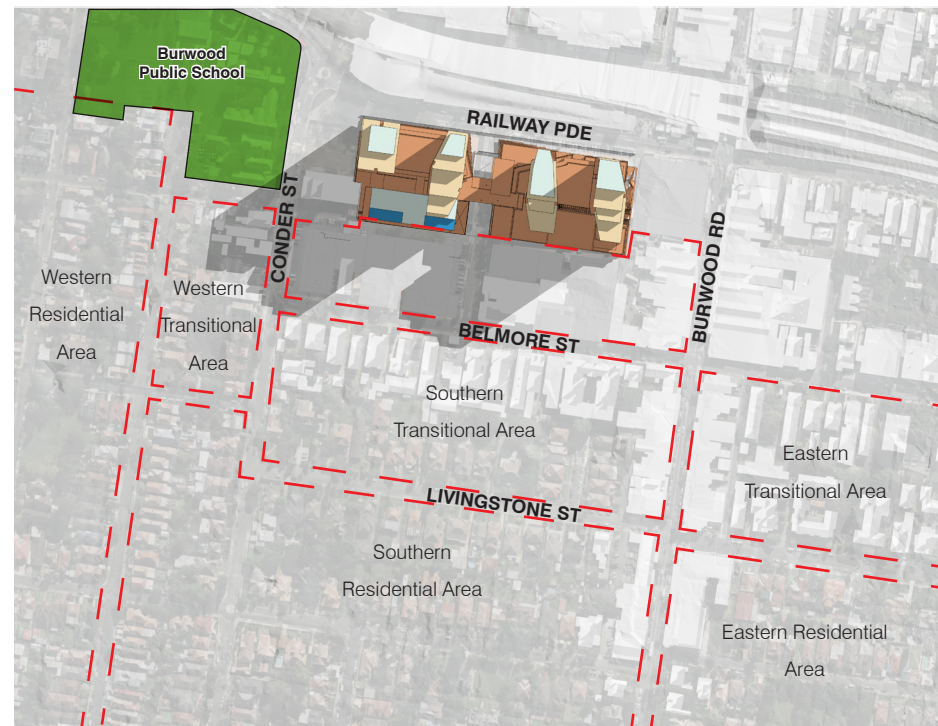 Burwood
Public School
RAILWAY PDE
CONDER ST
BURWOOD RD
Western
Residential
Area
Western
Transitional
Area
BELMORE ST
Southern
Transitional Area
Eastern
Transitional Area
LIVINGSTONE ST
Southern
Residential Area
Eastern Residential
Area